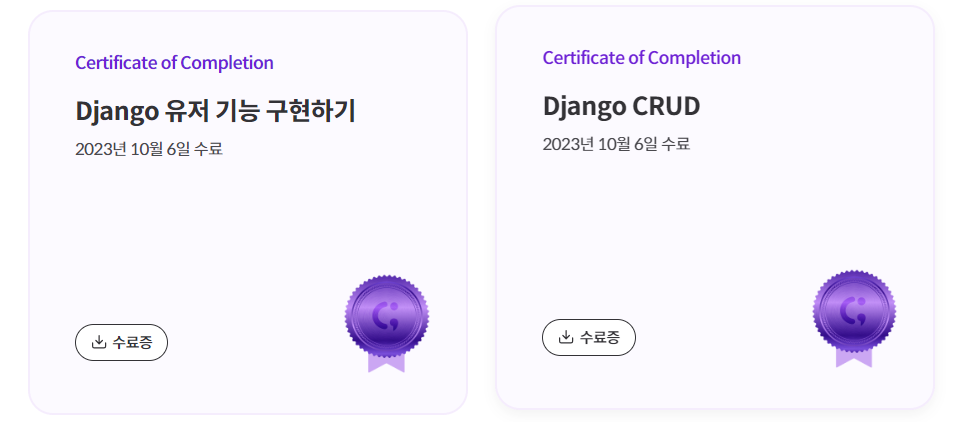 Certificate of Completion
Django 유저 기능 구현하기
2023년 10월 6일 수료
수료증
Certificate of Completion
Django CRUD
2023년 10월 6일 수료
수료증